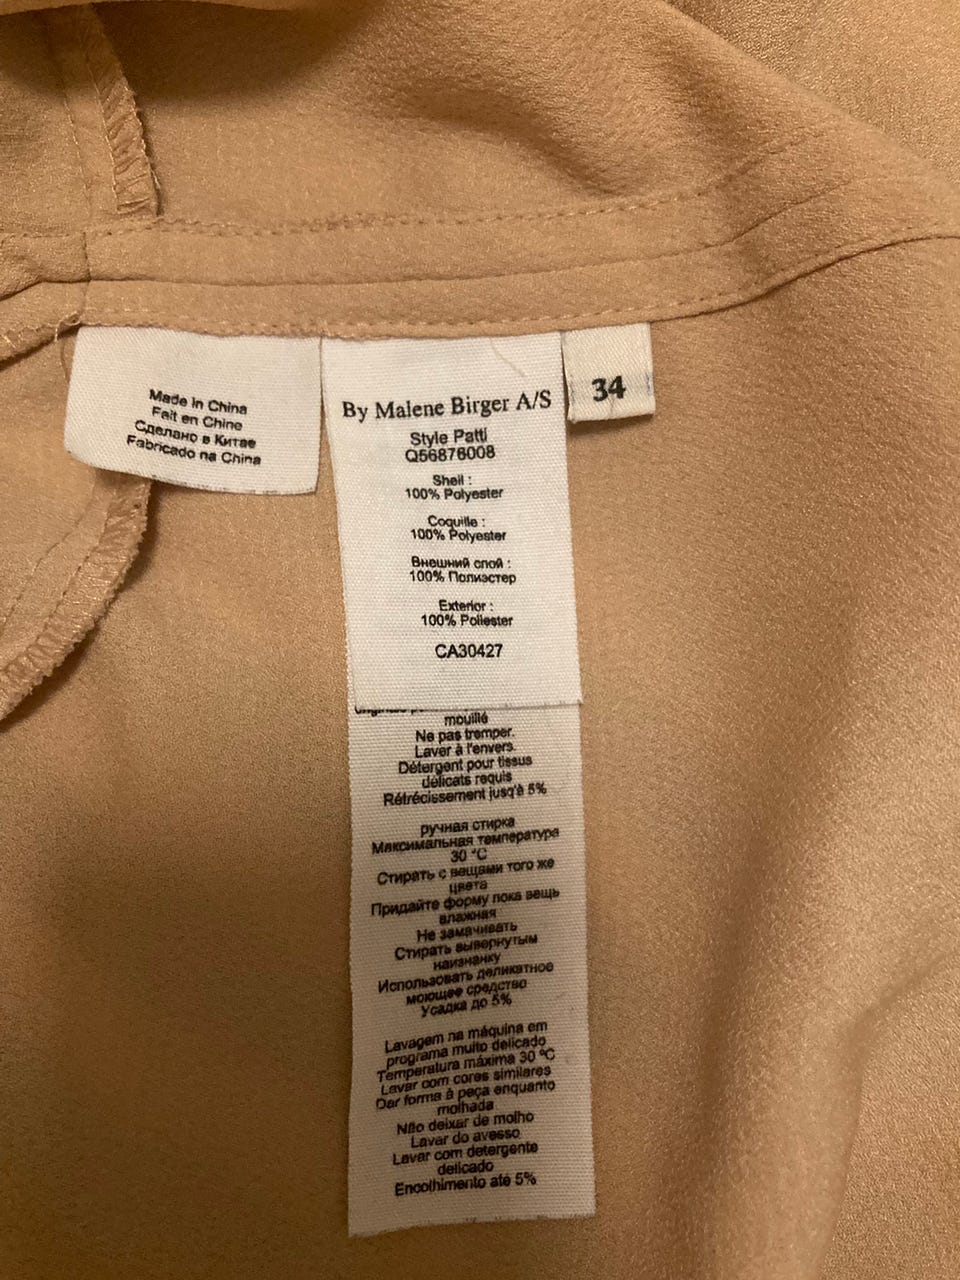 Made in China
Fait en Chine
Сделано в Китае
Fabricado na China
By Malene Birger A/S
Style Patti
Q56876008
Shell :
100% Polyester
Coquille :
100% Polyester
Внешний слой :
100% Полиэстер
Exterior :
100% Poliester
CA30427
34
mouillé
Ne pas tremper.
Laver à l'envers.
Détergent pour tissus
délicats requis
Rétrécissement jusq'à 5%
ручная стирка
Максимальная температура
30 °C
Стирать с вещами того же
цвета
Придайте форму пока вещь
влажная
Не замачивать
Стирать вывернутым
наизнанку
Использовать деликатное
моющее средство
Усадка до 5%
Lavagem na máquina em
programa muito delicado
Temperatura máxima 30 °C
Lavar com cores similares
Dar forma à peça enquanto
molhada
Não deixar de molho
Lavar do avesso
Lavar com detergente
delicado
Encolhimento até 5%